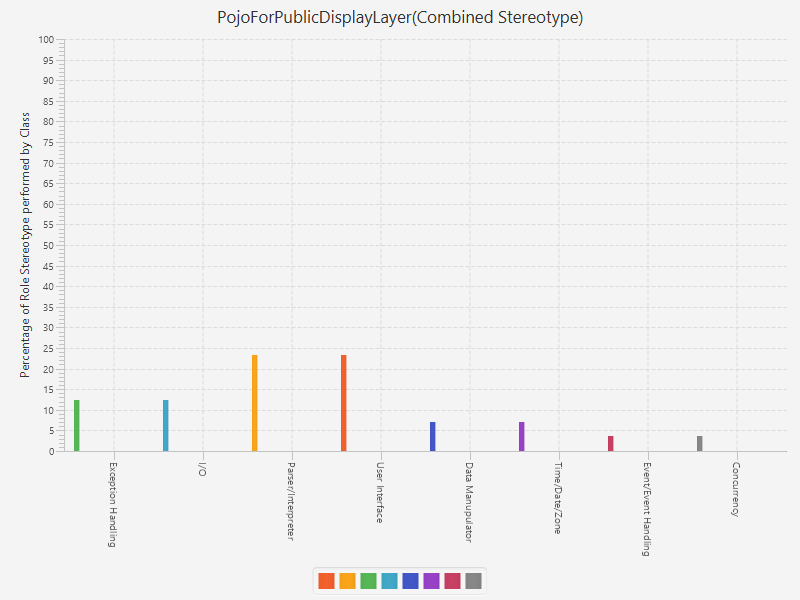 PojoForPublicDisplayLayer(Combined Stereotype)
Percentage of Role Stereotype performed by Class
100
95
90
85
80
75
70
65
60
55
50
45
40
35
30
25
20
15
10
5
0
Exception Handling
I/O
Parser/Interpreter
User Interface
Data Manupulator
Time/Date/Zone
Event/Event Handling
Concurrency